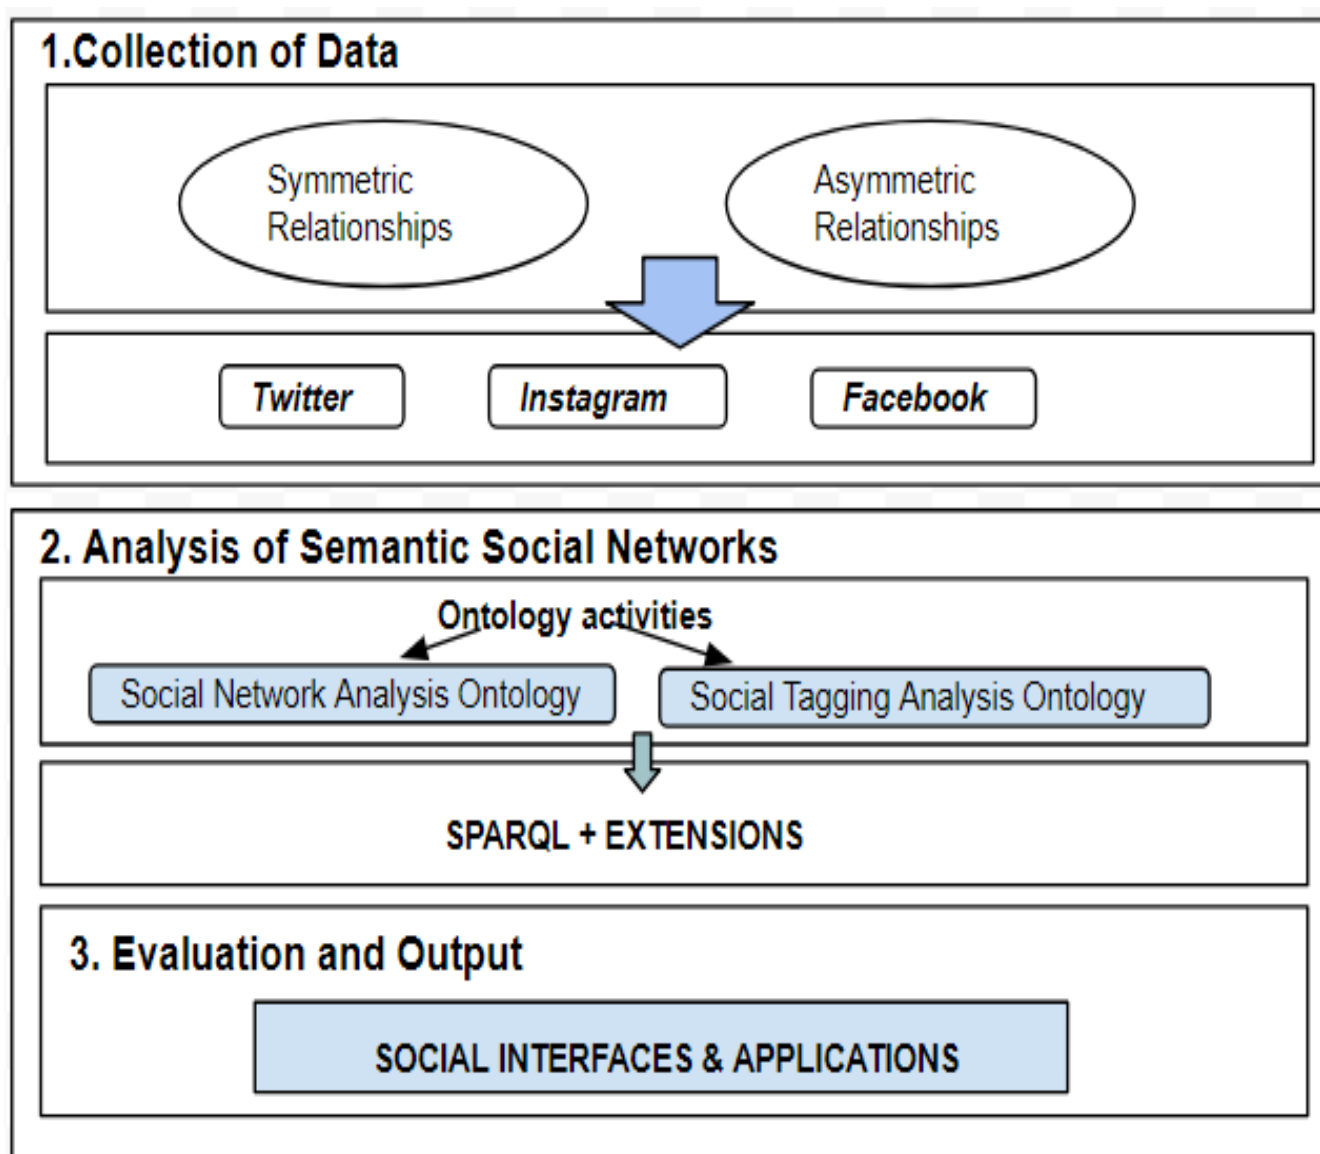 1.Collection of Data
Symmetric
Relationships
Asymmetric
Relationships
Twitter
Instagram
Facebook
2. Analysis of Semantic Social Networks
Ontology activities
Social Network Analysis Ontology
Social Tagging Analysis Ontology
SPARQL + EXTENSIONS
3. Evaluation and Output
SOCIAL INTERFACES & APPLICATIONS